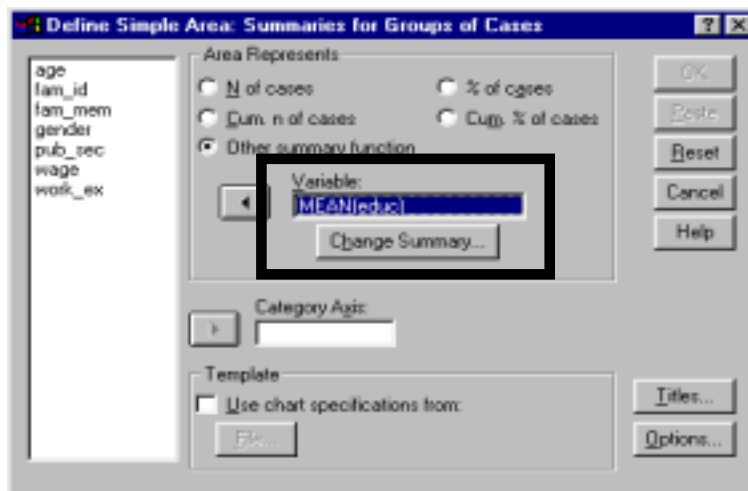 Define Simple Area: Summaries for Groups of Cases
age
fam_id
fam_mem
gender
pub_sec
wage
work_ex
Area Represents
N of cases
% of cases
Cum. n of cases
Cum. % of cases
Other summary function
Variable:
MEAN(educ)
Change Summary...
Category Axis:
Template
Use chart specifications from:
File...
OK
Paste
Reset
Cancel
Help
Titles...
Options...